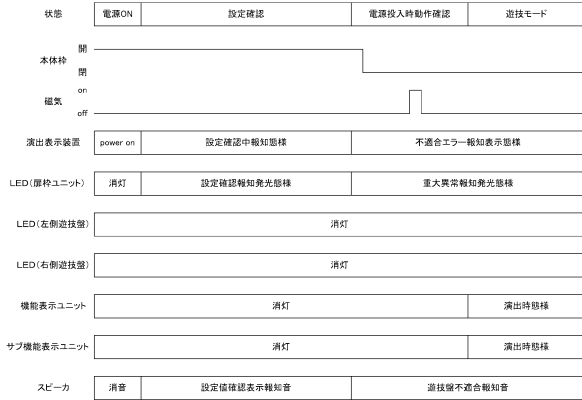 状態 電源ON 設定確認 電源投入時動作確認 遊技モード
開
本体枠
閉
on
磁気
off
演出表示装置 power on 設定確認中報知態様 不適合エラー報知表示態様
LED(扉枠ユニット) 消灯 設定確認報知発光態様 重大異常報知発光態様
LED(左側遊技盤) 消灯
LED(右側遊技盤) 消灯
機能表示ユニット 消灯 演出時態様
サブ機能表示ユニット 消灯 演出時態様
スピーカ 消音 設定値確認表示報知音 遊技盤不適合報知音